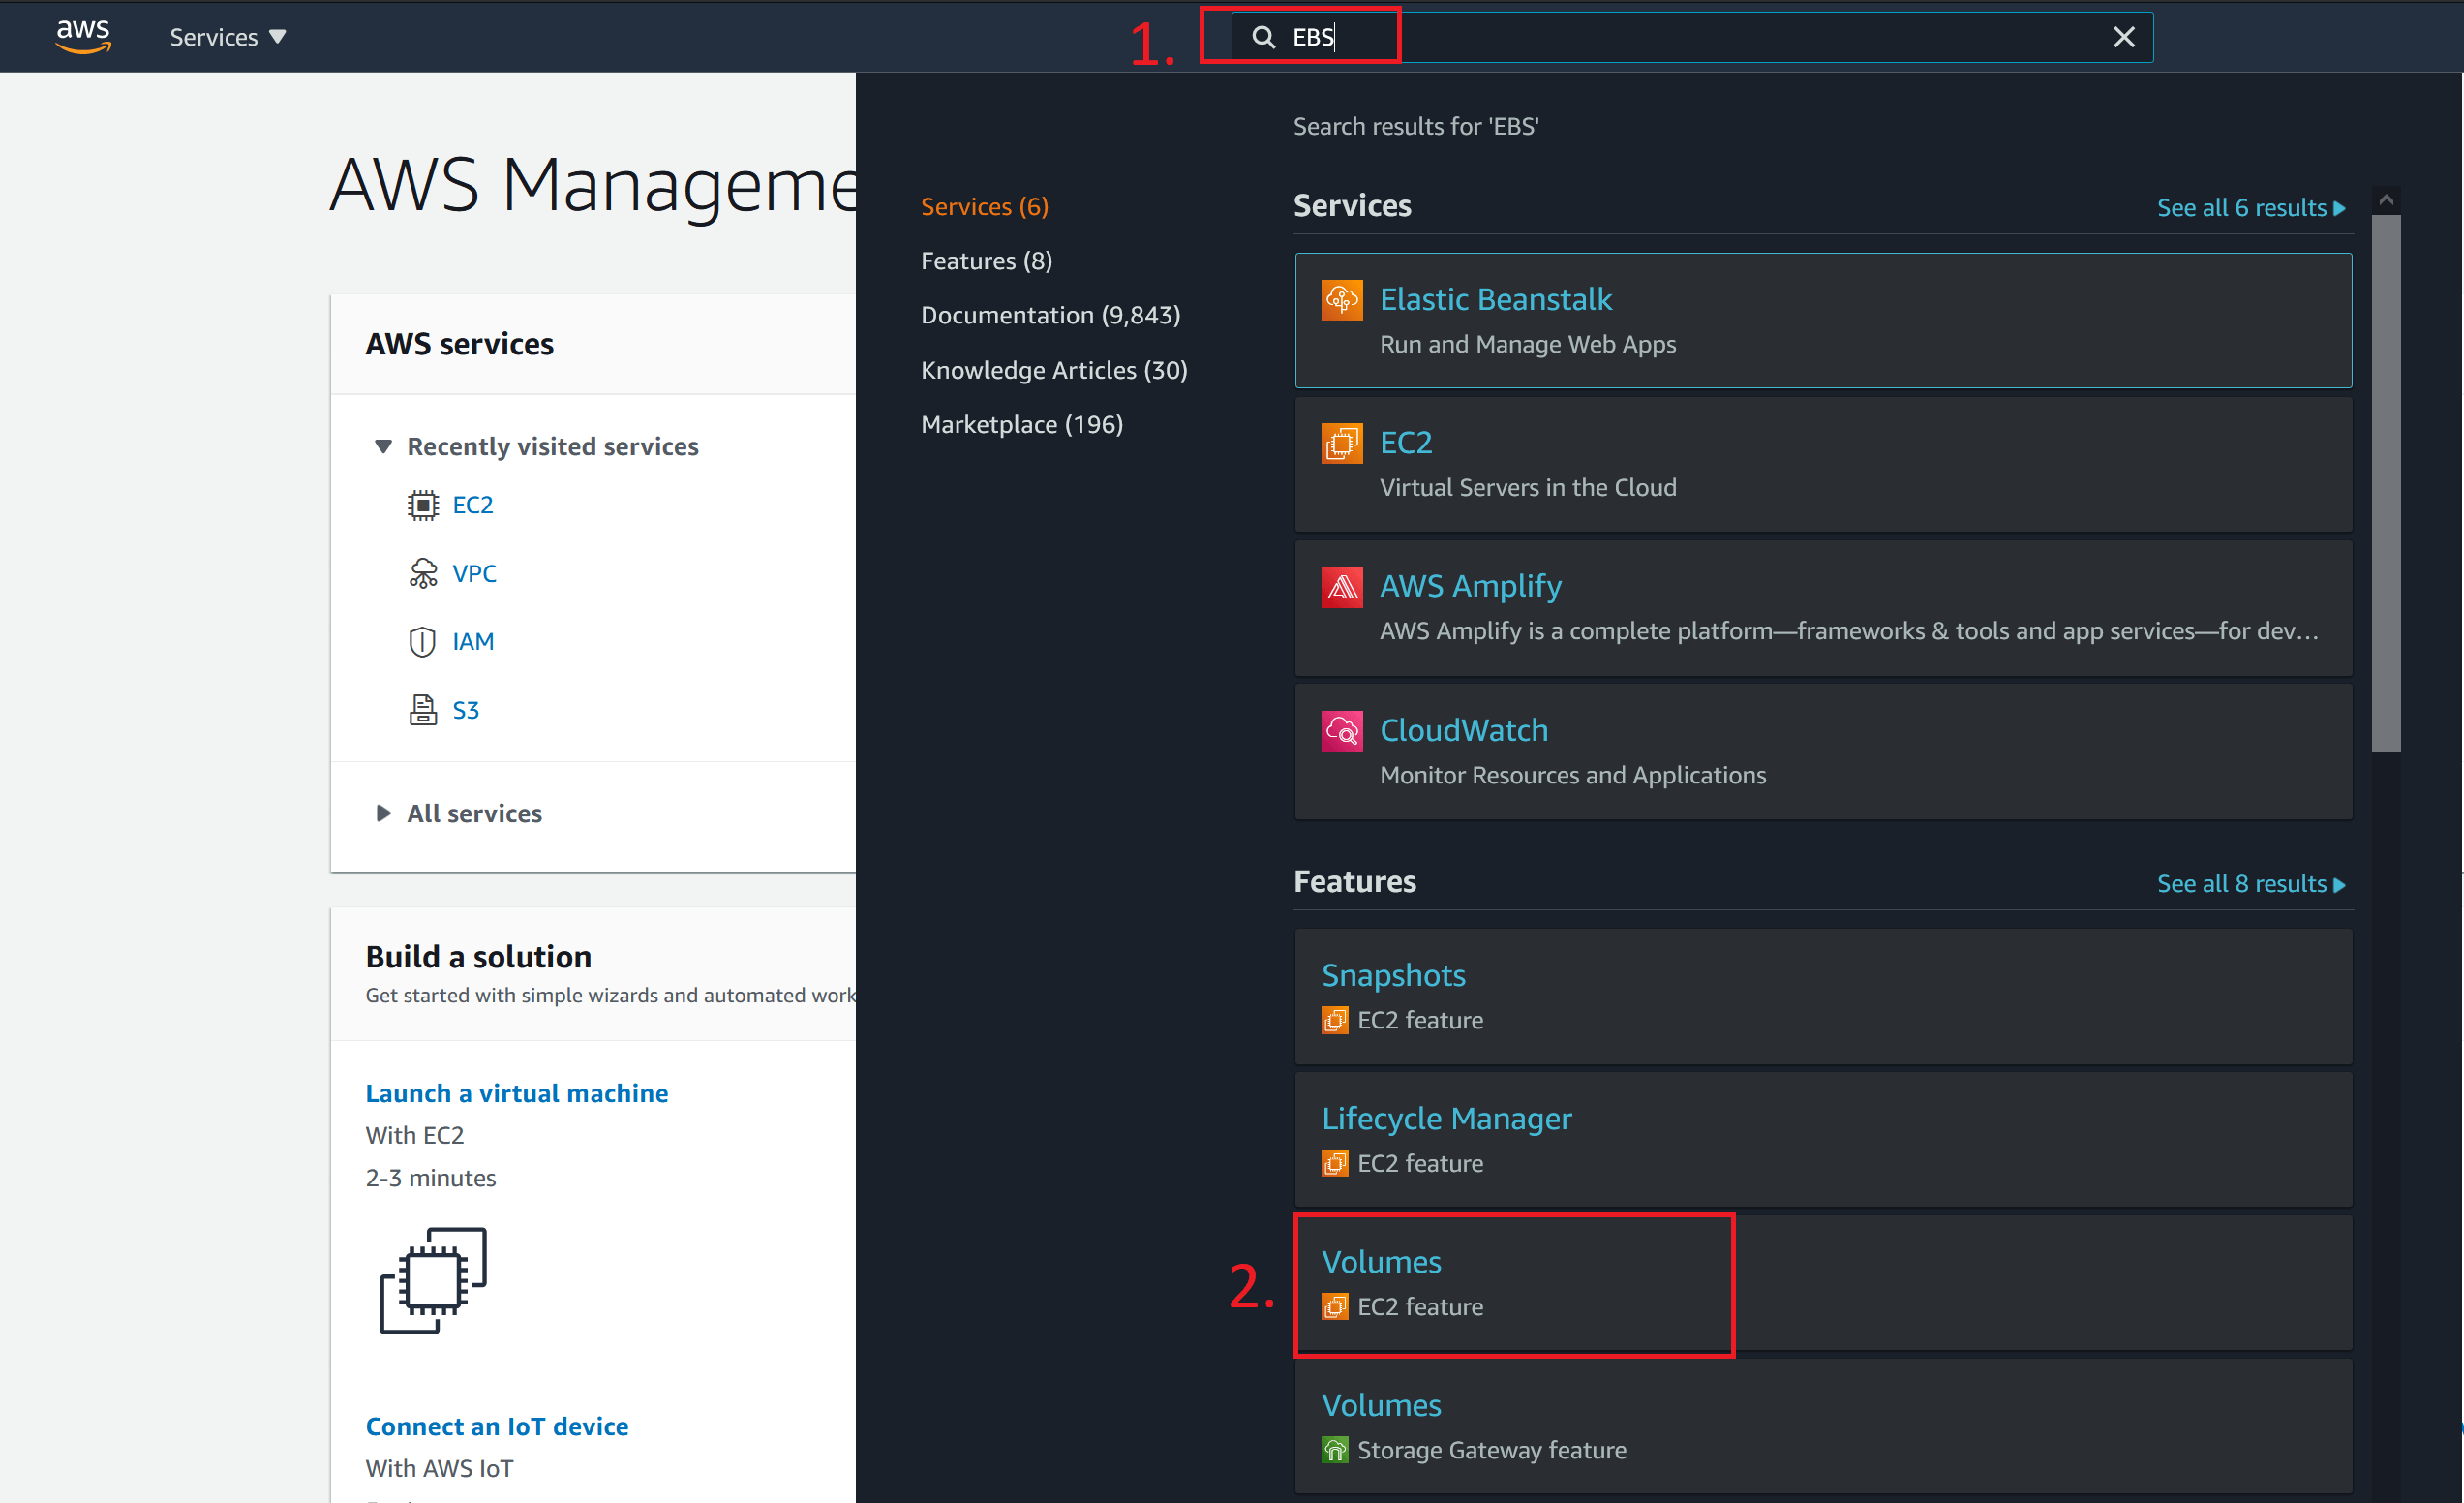 aws
Services
1.
EBS
AWS Manageme
AWS services
Recently visited services
EC2
VPC
IAM
S3
All services
Build a solution
Get started with simple wizards and automated work
Launch a virtual machine
With EC2
2-3 minutes
Connect an IoT device
With AWS IoT
Search results for 'EBS'
Services (6)
Features (8)
Documentation (9,843)
Knowledge Articles (30)
Marketplace (196)
Services
See all 6 results
Elastic Beanstalk
Run and Manage Web Apps
EC2
Virtual Servers in the Cloud
AWS Amplify
AWS Amplify is a complete platform—frameworks & tools and app services—for dev...
CloudWatch
Monitor Resources and Applications
Features
See all 8 results
Snapshots
EC2 feature
Lifecycle Manager
EC2 feature
2.
Volumes
EC2 feature
Volumes
Storage Gateway feature